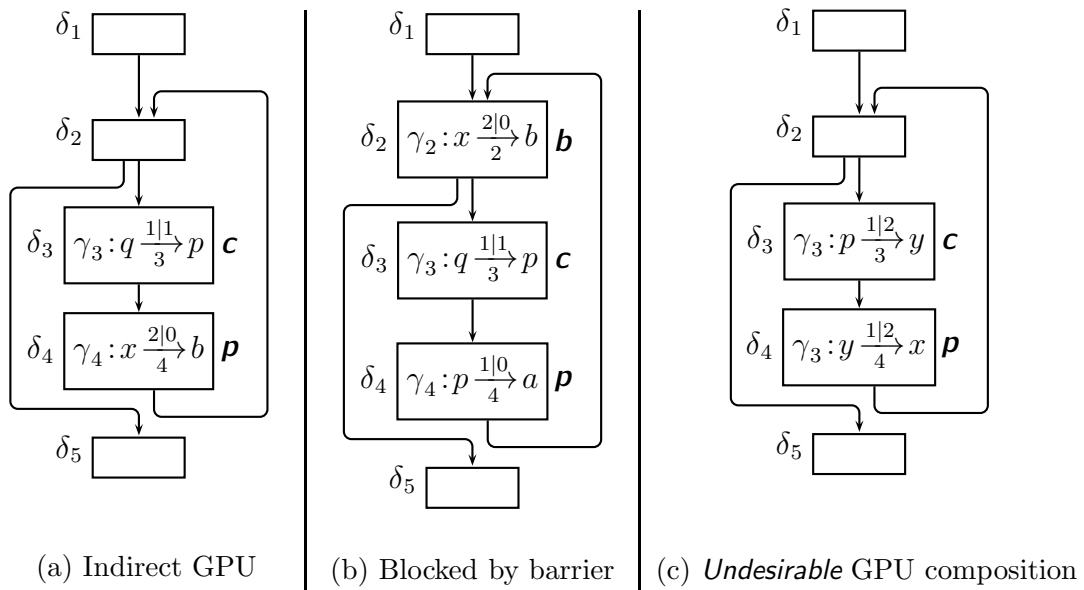 δ₁
δ₂
δ₃ γ₃ : q 1|1→3 p c
δ₄ γ₄ : x 2|0→4 b p
δ₅
(a) Indirect GPU
δ₁
δ₂ γ₂ : x 2|0→2 b b
δ₃ γ₃ : q 1|1→3 p c
δ₄ γ₄ : p 1|0→4 a p
δ₅
(b) Blocked by barrier
δ₁
δ₂
δ₃ γ₃ : p 1|2→3 y c
δ₄ γ₃ : y 1|2→4 x p
δ₅
(c) Undesirable GPU composition